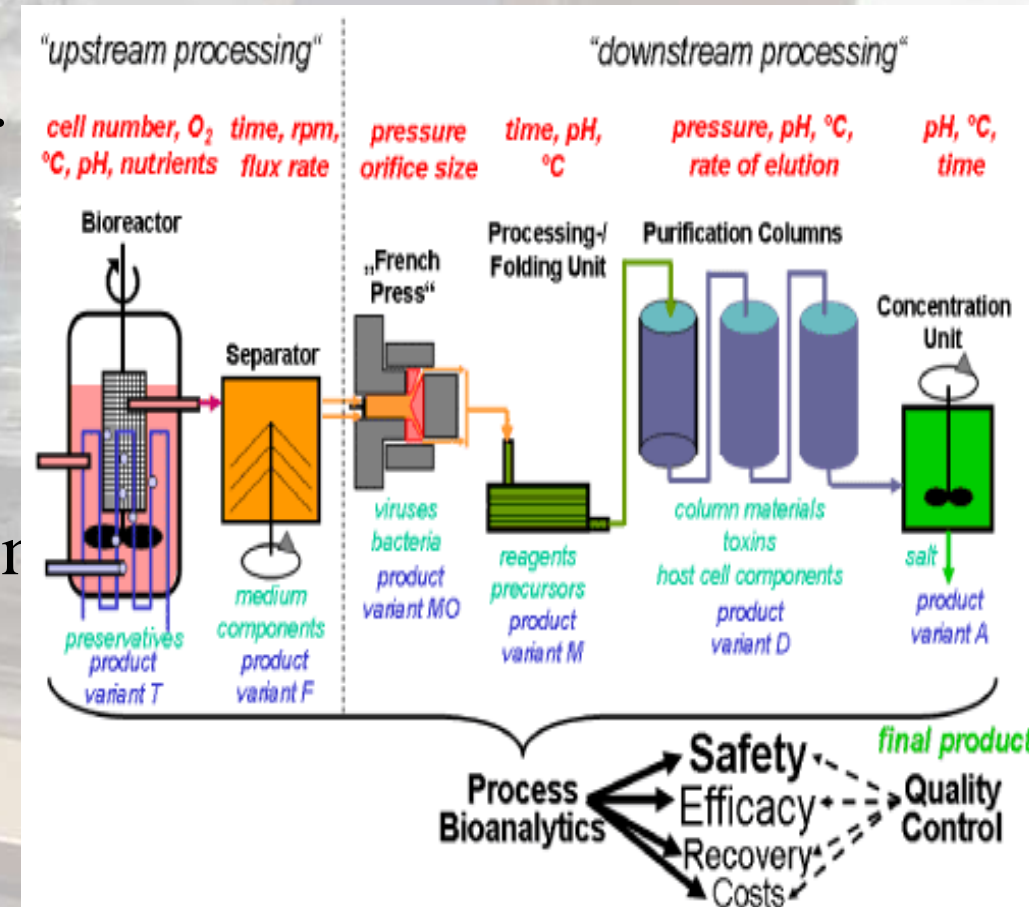 "upstream processing"
"downstream processing"
cell number, O2
°C, pH, nutrients
time, rpm,
flux rate
pressure
orifice size
time, pH,
°C
pressure, pH, °C,
rate of elution
pH, °C,
time
Bioreactor
Separator
„French
Press"
Processing-/
Folding Unit
Purification Columns
Concentration
Unit
preservatives
product
variant T
medium
components
product
variant F
viruses
bacteria
product
variant MO
reagents
precursors
product
variant M
column materials
toxins
host cell components
product
variant D
salt
product
variant A
final product
Process
Bioanalytics
Safety
Efficacy
Recovery
Costs
Quality
Control